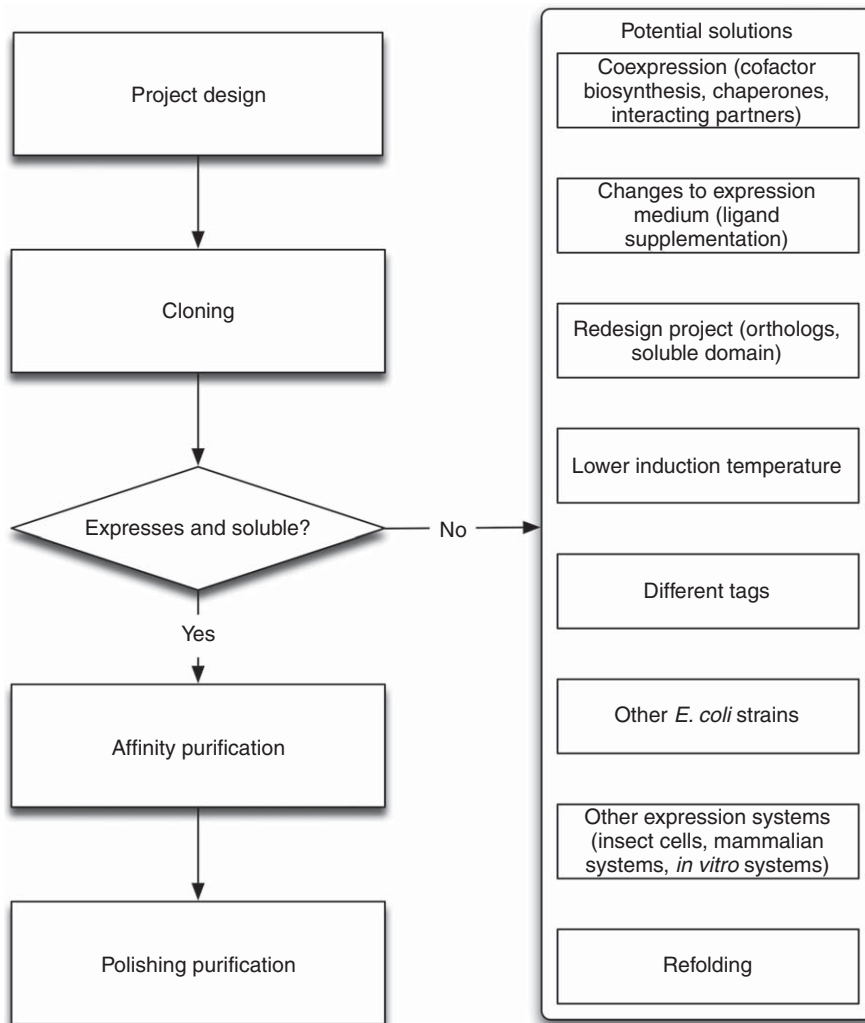 Project design
Cloning
Expresses and soluble?
No
Yes
Affinity purification
Polishing purification
Potential solutions
Coexpression (cofactor
biosynthesis, chaperones,
interacting partners)
Changes to expression
medium (ligand
supplementation)
Redesign project (orthologs,
soluble domain)
Lower induction temperature
Different tags
Other E. coli strains
Other expression systems
(insect cells, mammalian
systems, in vitro systems)
Refolding